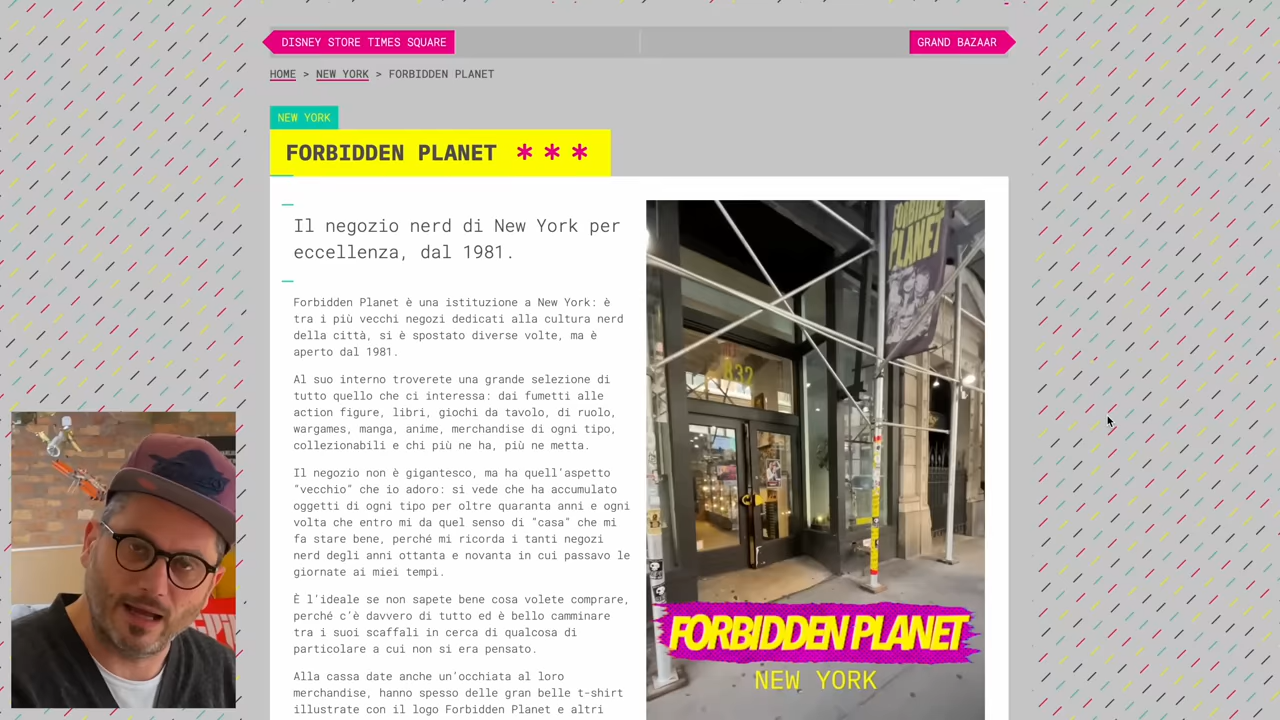 DISNEY STORE TIMES SQUARE
GRAND BAZAAR
HOME > NEW YORK > FORBIDDEN PLANET
NEW YORK
FORBIDDEN PLANET ***
Il negozio nerd di New York per
eccellenza, dal 1981.
Forbidden Planet è una istituzione a New York: è
tra i più vecchi negozi dedicati alla cultura nerd
della città, si è spostato diverse volte, ma è
aperto dal 1981.
Al suo interno troverete una grande selezione di
tutto quello che ci interessa: dai fumetti alle
action figure, libri, giochi da tavolo, di ruolo,
wargames, manga, anime, merchandise di ogni tipo,
collezionabili e chi più ne ha, più ne metta.
Il negozio non è gigantesco, ma ha quell'aspetto
"vecchio" che io adoro: si vede che ha accumulato
oggetti di ogni tipo per oltre quaranta anni e ogni
volta che entro mi da quel senso di "casa" che mi
fa stare bene, perché mi ricorda i tanti negozi
nerd degli anni ottanta e novanta in cui passavo le
giornate ai miei tempi.
È l'ideale se non sapete bene cosa volete comprare,
perché c'è davvero di tutto ed è bello camminare
tra i suoi scaffali in cerca di qualcosa di
particolare a cui non si era pensato.
Alla cassa date anche un'occhiata al loro
merchandise, hanno spesso delle gran belle t-shirt
illustrate con il logo Forbidden Planet e altri
FORBIDDEN
PLANET
832
FORBIDDEN PLANET
NEW YORK